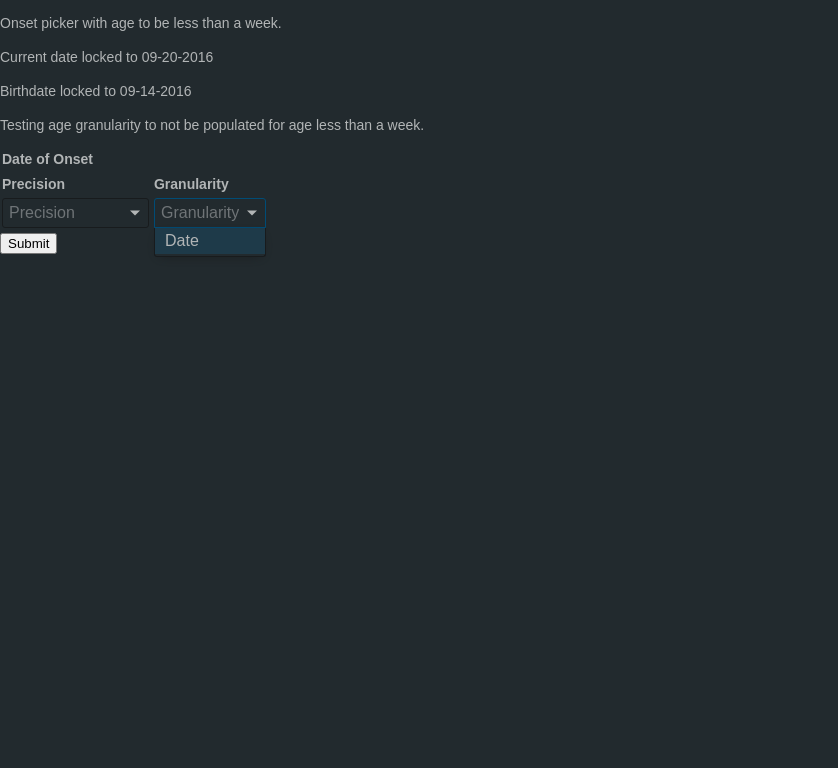 Onset picker with age to be less than a week.
Current date locked to 09-20-2016
Birthdate locked to 09-14-2016
Testing age granularity to not be populated for age less than a week.
Date of Onset
Precision Granularity
Precision Granularity
Date
Submit